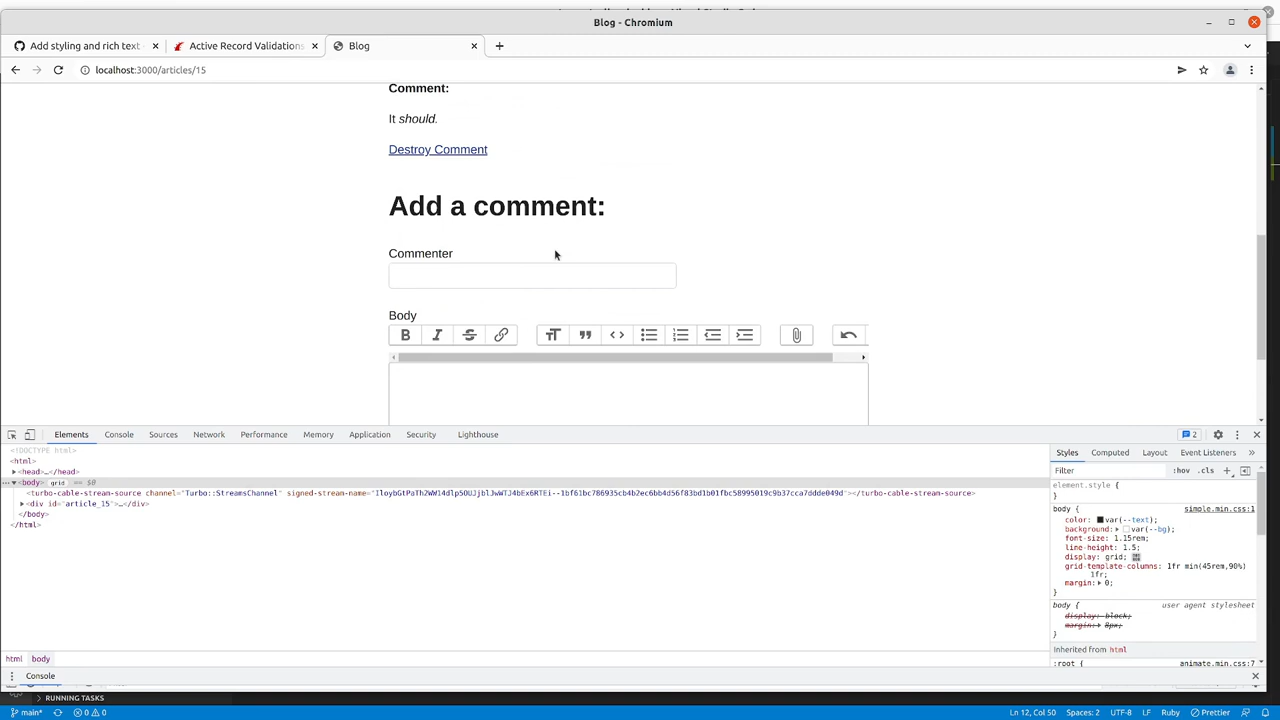 Blog - Chromium
Add styling and rich text
Active Record Validations
Blog
localhost:3000/articles/15
Comment:
It should.
Destroy Comment
Add a comment:
Commenter
Body
Elements Console Sources Network Performance Memory Application Security Lighthouse 2
<!DOCTYPE html>
<html>
<head>…</head>
<body> grid == $0
<turbo-cable-stream-source channel="Turbo::StreamsChannel"
<div id="article_15">…</div>
</body>
</html>
Styles Computed Layout Event Listeners
Filter :hov .cls
element.style {
}
body { simple.min.css:1
color: var(--text);
background: var(--bg);
font-size: 1.15rem;
line-height: 1.5;
display: grid;
grid-template-columns: 1fr min(45rem,90%)
1fr;
margin: 0;
}
body { user agent stylesheet
display: block;
margin: 8px;
}
Inherited from html
:root { animate.min.css:7
html body
Console
RUNNING TASKS
main* 0 0 Ln 12, Col 50 Spaces: 2 UTF-8 LF Ruby Prettier